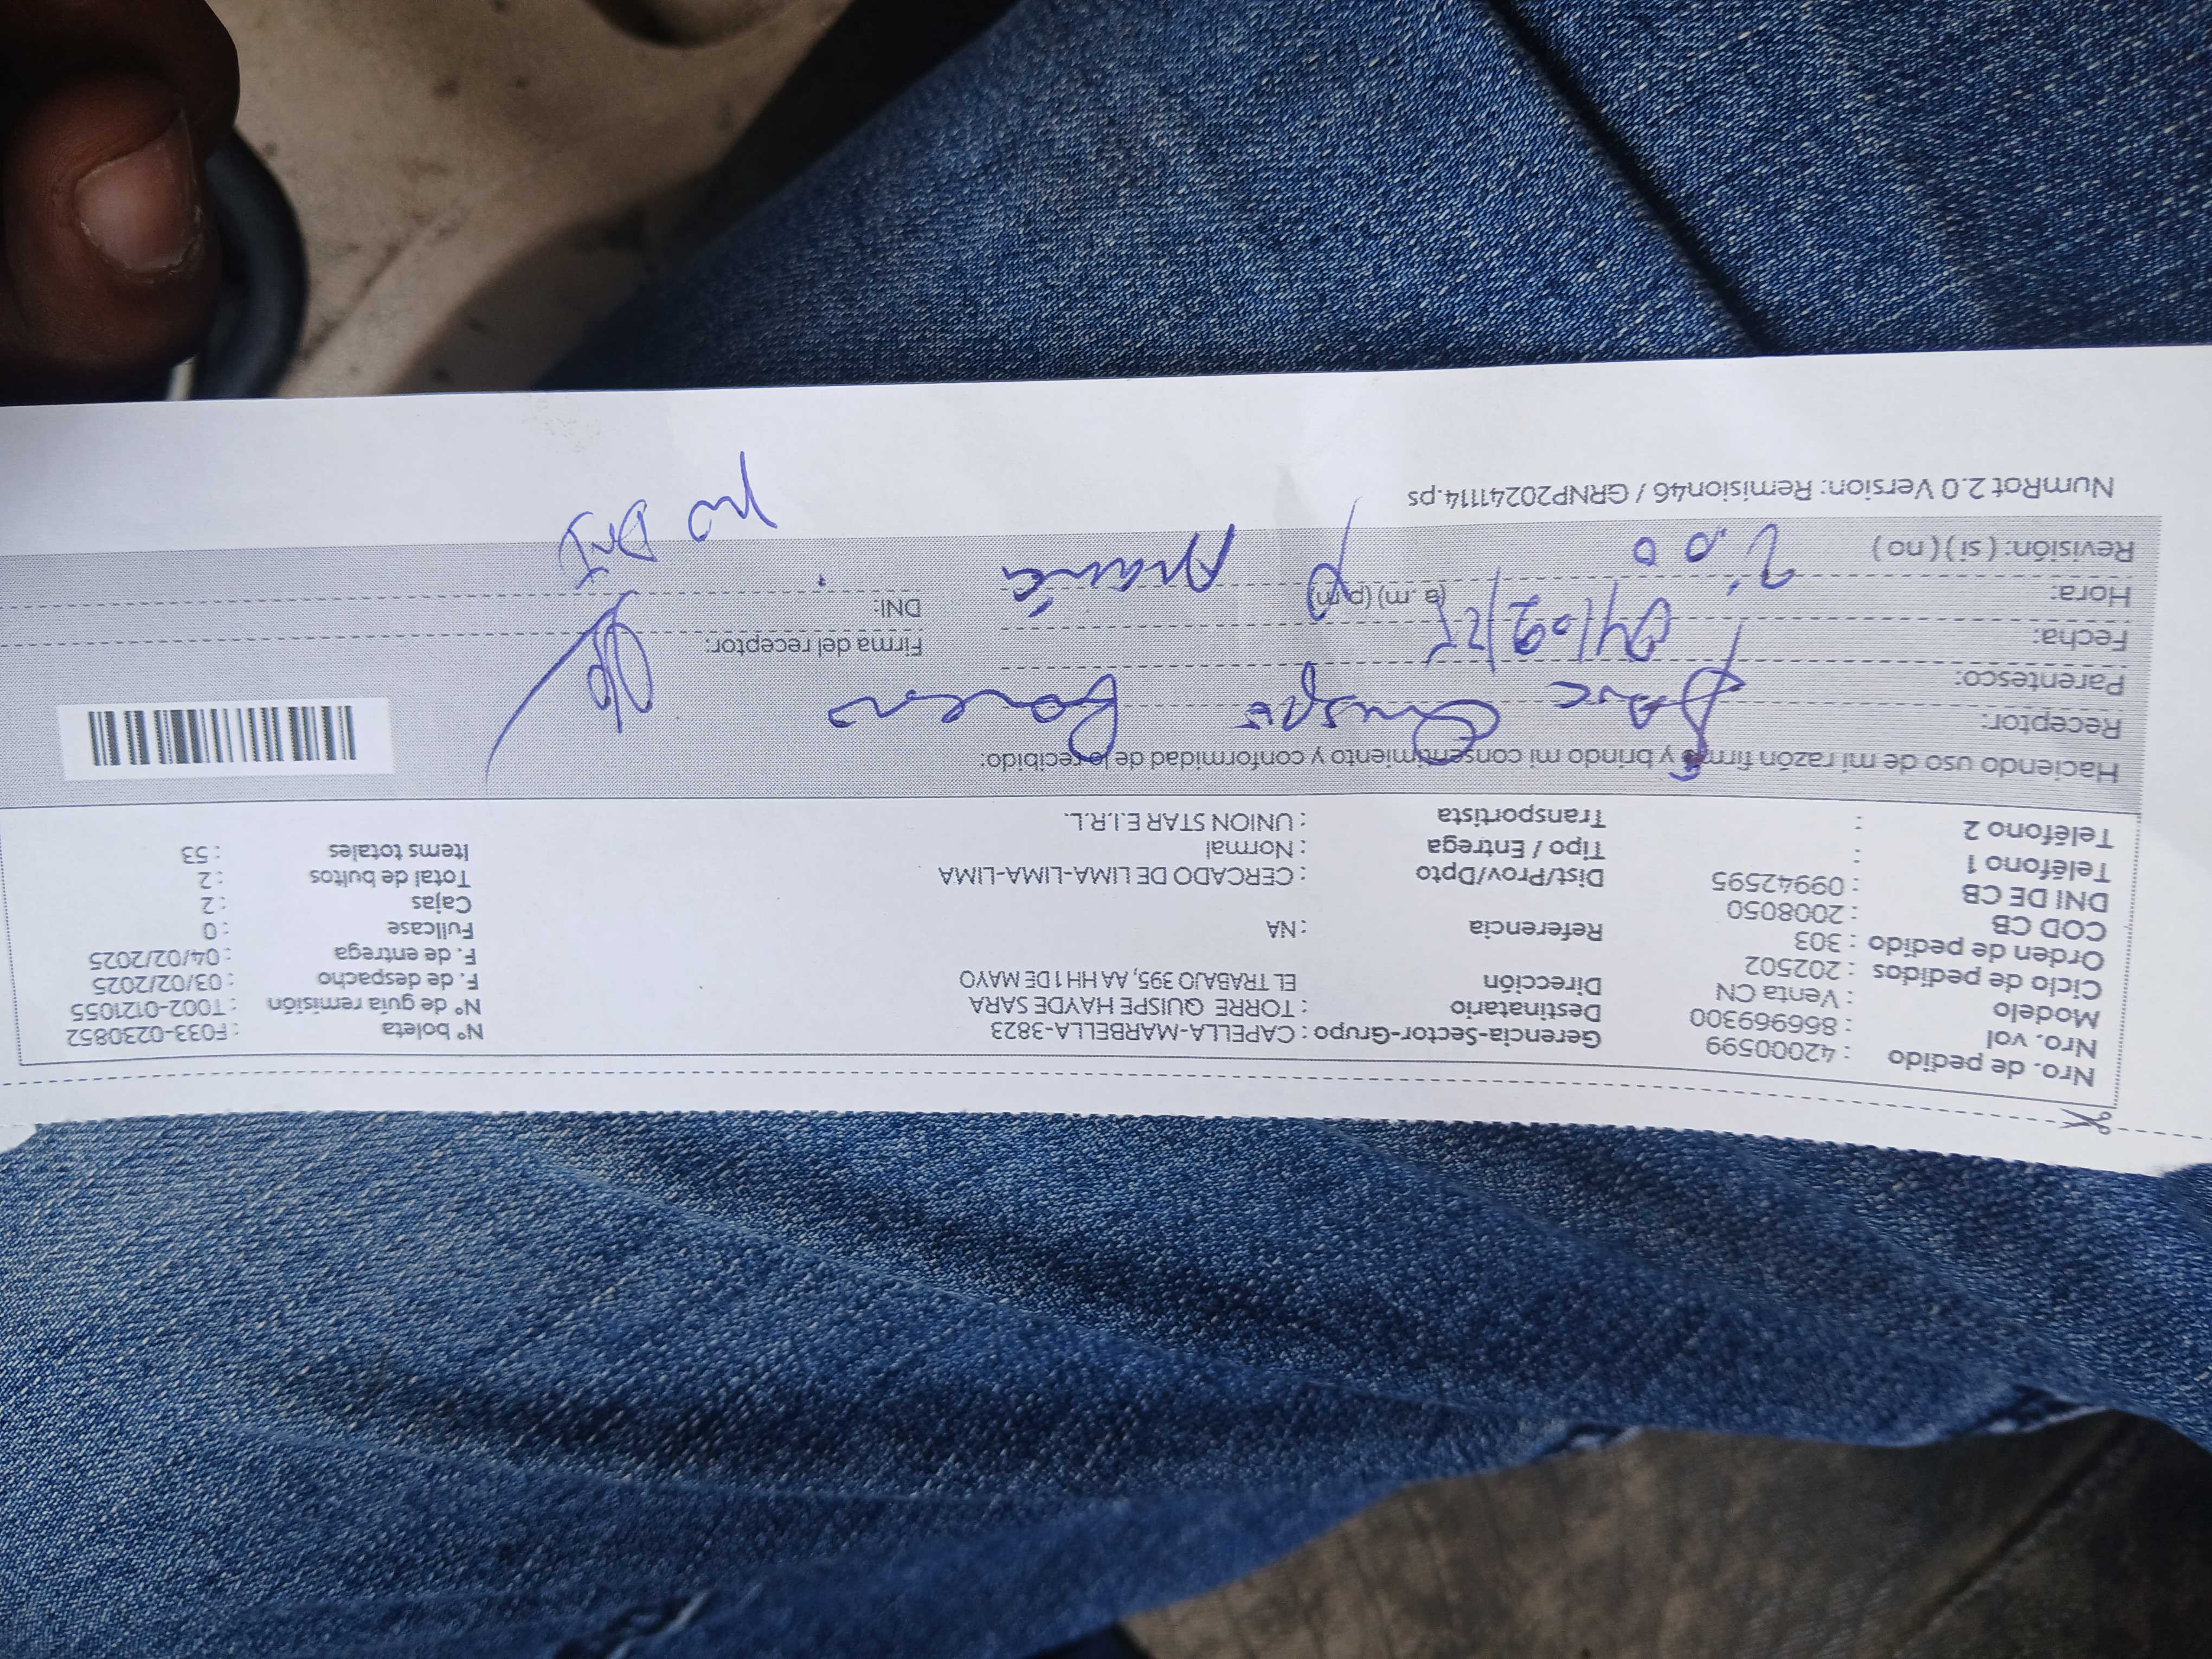 Nro. de pedido : 42000599 Gerencia-Sector-Grupo : CAPELLA-MARBELLA-3823 N° boleta : F033-0230852
Nro. vol : 866969300 Destinatario : TORRE QUISPE HAYDE SARA N° de guía remisión : T002-0121055
Modelo : Venta CN Dirección EL TRABAJO 395, AA HH 1 DE MAYO F. de despacho : 03/02/2025
Ciclo de pedidos : 202502 F. de entrega : 04/02/2025
Orden de pedido : 303 Referencia : NA Fullcase : 0
COD CB : 2008050 Cajas : 2
DNI DE CB : 09942595 Dist/Prov/Dpto : CERCADO DE LIMA-LIMA-LIMA Total de bultos : 2
Teléfono 1 : Tipo / Entrega : Normal Items totales : 53
Teléfono 2 : Transportista : UNION STAR E.I.R.L.
Haciendo uso de mi razón firmo y brindo mi consentimiento y conformidad de lo recibido:
Receptor: Quispe
Parentesco:
Fecha: 04/02/25 Firma del receptor:
Hora: 2:00 (a.m) (p.m) DNI: no DNI
Revisión: ( si ) ( no )
NumRot 2.0 Version: Remision46 / GRNP20241114.ps